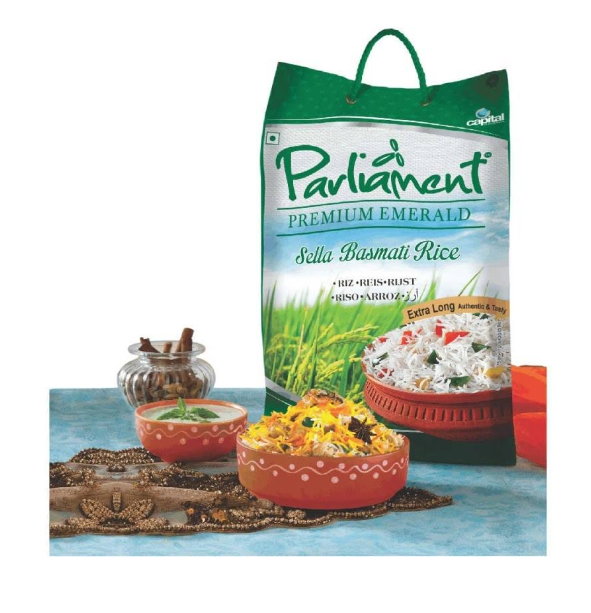 capital
Parliament
PREMIUM EMERALD
Sella Basmati Rice
•RIZ •REIS•RIJST
•RISO•ARROZ•أرز
Extra Long Authentic & Tasty